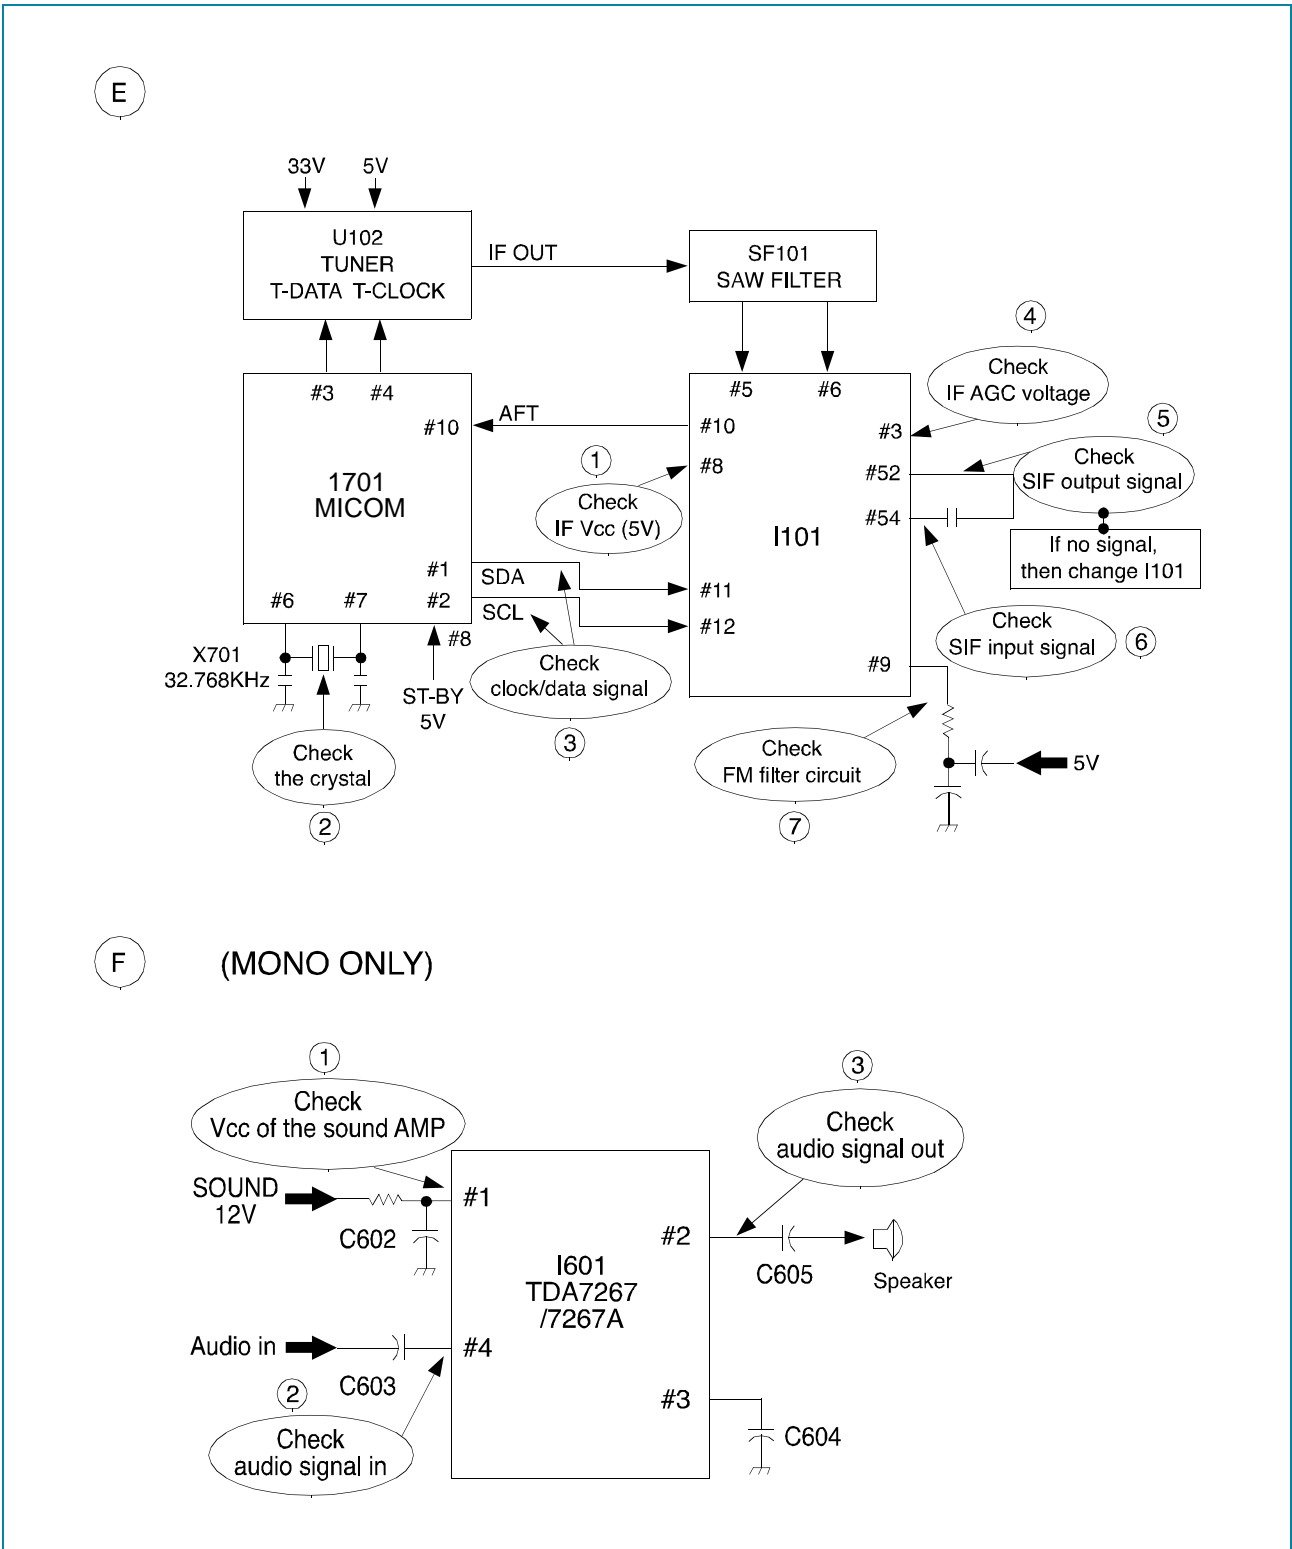 E
33V
5V
U102
TUNER
T-DATA T-CLOCK
IF OUT
SF101
SAW FILTER
4
Check
IF AGC voltage
#3
#4
#10
AFT
#5
#6
#10
#3
5
Check
SIF output signal
1701
MICOM
1
Check
IF Vcc (5V)
#8
#52
#54
I101
If no signal,
then change I101
#1
SDA
#11
#6
#7
#2
SCL
#12
Check
SIF input signal
6
#8
X701
32.768KHz
ST-BY
5V
Check
clock/data signal
3
#9
Check
the crystal
2
Check
FM filter circuit
7
5V
F
(MONO ONLY)
1
Check
Vcc of the sound AMP
3
Check
audio signal out
SOUND
12V
#1
C602
#2
C605
Speaker
I601
TDA7267
/7267A
Audio in
#4
C603
2
Check
audio signal in
#3
C604